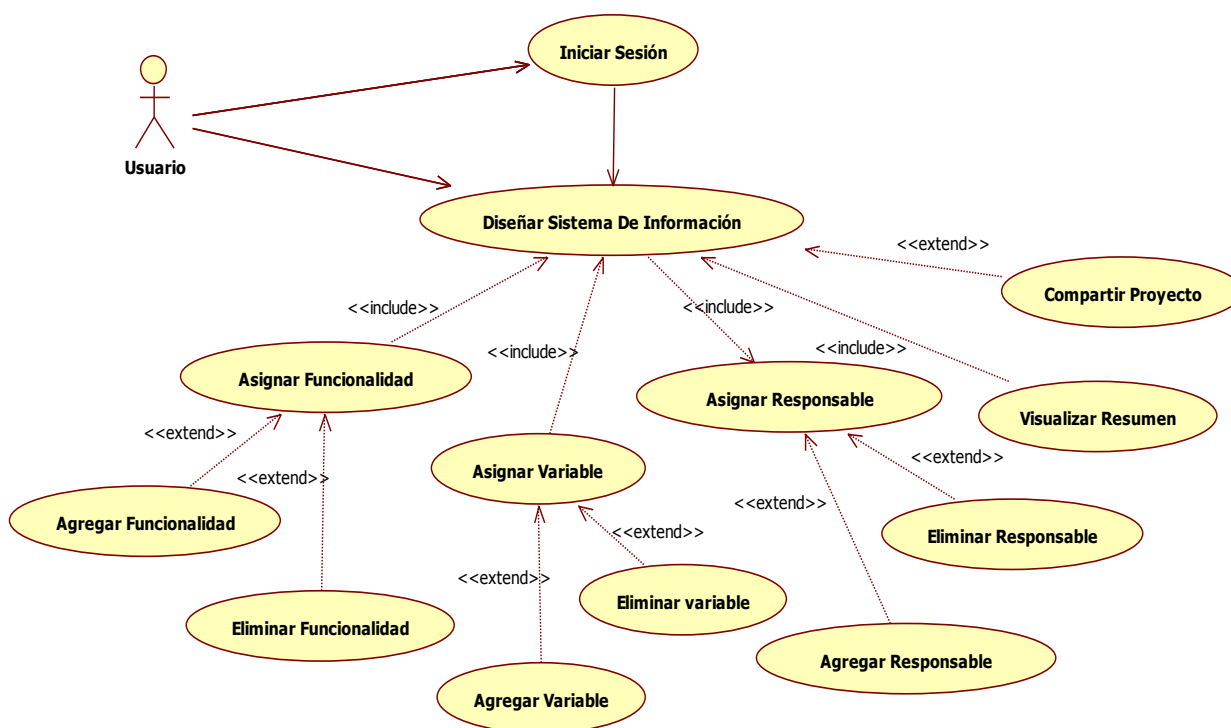 Iniciar Sesión
Usuario
Diseñar Sistema De Información
<<extend>>
Compartir Proyecto
<<include>>
<<include>>
<<include>>
<<include>>
Asignar Funcionalidad
Asignar Responsable
Visualizar Resumen
<<extend>>
Asignar Variable
<<extend>>
<<extend>>
<<extend>>
Agregar Funcionalidad
Eliminar Responsable
<<extend>>
<<extend>>
Eliminar variable
Eliminar Funcionalidad
Agregar Responsable
Agregar Variable